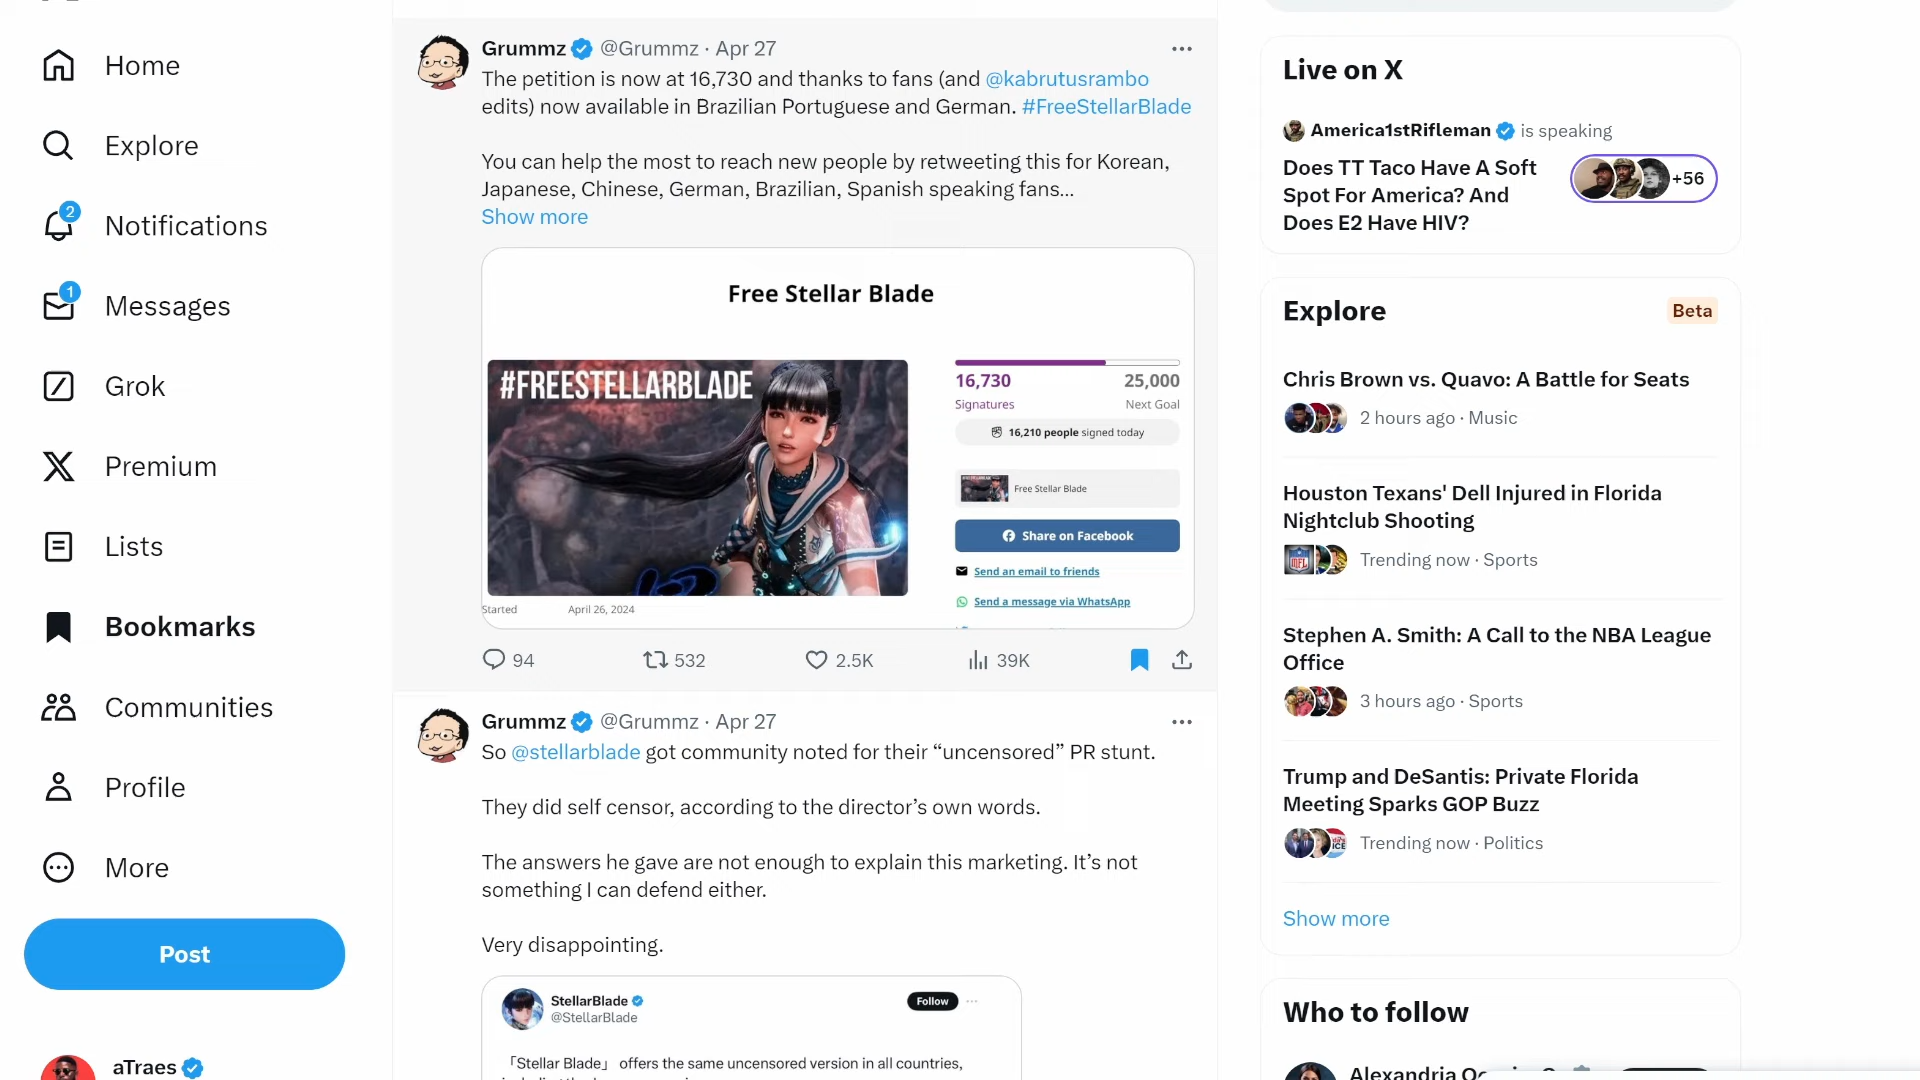 Home
Explore
2
Notifications
1
Messages
Grok
Premium
Lists
Bookmarks
Communities
Profile
More
Post
aTraes
Grummz @Grummz · Apr 27
The petition is now at 16,730 and thanks to fans (and @kabrutusrambo
edits) now available in Brazilian Portuguese and German. #FreeStellarBlade
You can help the most to reach new people by retweeting this for Korean,
Japanese, Chinese, German, Brazilian, Spanish speaking fans...
Show more
Free Stellar Blade
#FREESTELLARBLADE
16,730 25,000
Signatures Next Goal
16,210 people signed today
Free Stellar Blade
Share on Facebook
Send an email to friends
Send a message via WhatsApp
Started April 26, 2024
94 532 2.5K 39K
Grummz @Grummz · Apr 27
So @stellarblade got community noted for their “uncensored” PR stunt.
They did self censor, according to the director’s own words.
The answers he gave are not enough to explain this marketing. It’s not
something I can defend either.
Very disappointing.
StellarBlade
@StellarBlade
Follow
「Stellar Blade」 offers the same uncensored version in all countries,
Live on X
America1stRifleman is speaking
Does TT Taco Have A Soft
Spot For America? And
Does E2 Have HIV?
+56
Explore
Beta
Chris Brown vs. Quavo: A Battle for Seats
2 hours ago · Music
Houston Texans' Dell Injured in Florida
Nightclub Shooting
Trending now · Sports
Stephen A. Smith: A Call to the NBA League
Office
3 hours ago · Sports
Trump and DeSantis: Private Florida
Meeting Sparks GOP Buzz
Trending now · Politics
Show more
Who to follow
Alexandria